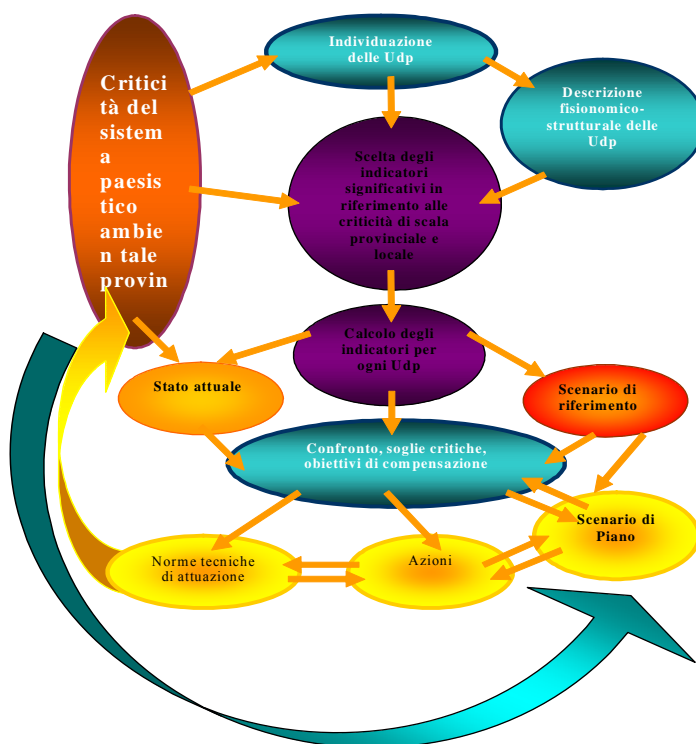 Individuazione
delle Udp
Critici
tà del
sistem
a
paesis
tico
ambien tale
provin
Descrizione
fisionomico-
strutturale delle
Udp
Scelta degli
indicatori
significativi in
riferimento alle
criticità di scala
provinciale e
locale
Calcolo degli
indicatori per
ogni Udp
Stato attuale
Scenario di
riferimento
Confronto, soglie critiche,
obiettivi di compensazione
Scenario di
Piano
Norme tecniche
di attuazione
Azioni